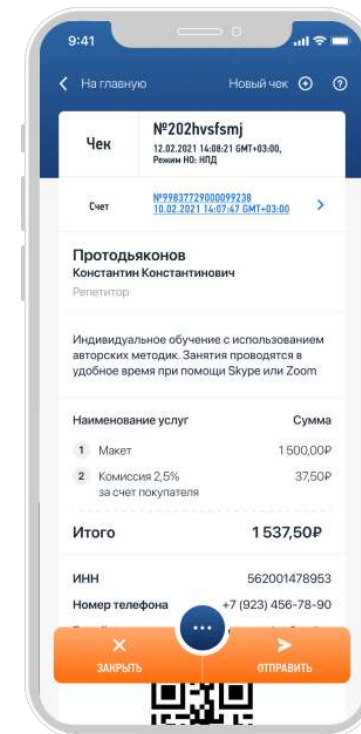 9:41
На главную
Новый чек
Чек
№202hvsfsmj
12.02.2021 14:08:21 GMT+03:00,
Режим НО: НПД
Счет
№99837729000099238
10.02.2021 14:07:47 GMT+03:00
Протодьяконов
Константин Константинович
Репетитор
Индивидуальное обучение с использованием
авторских методик. Занятия проводятся в
удобное время при помощи Skype или Zoom
Наименование услуг Сумма
1 Макет 1 500,00₽
2 Комиссия 2,5% 37,50₽
за счет покупателя
Итого 1 537,50₽
ИНН 562001478953
Номер телефона +7 (923) 456-78-90
ЗАКРЫТЬ
ОТПРАВИТЬ